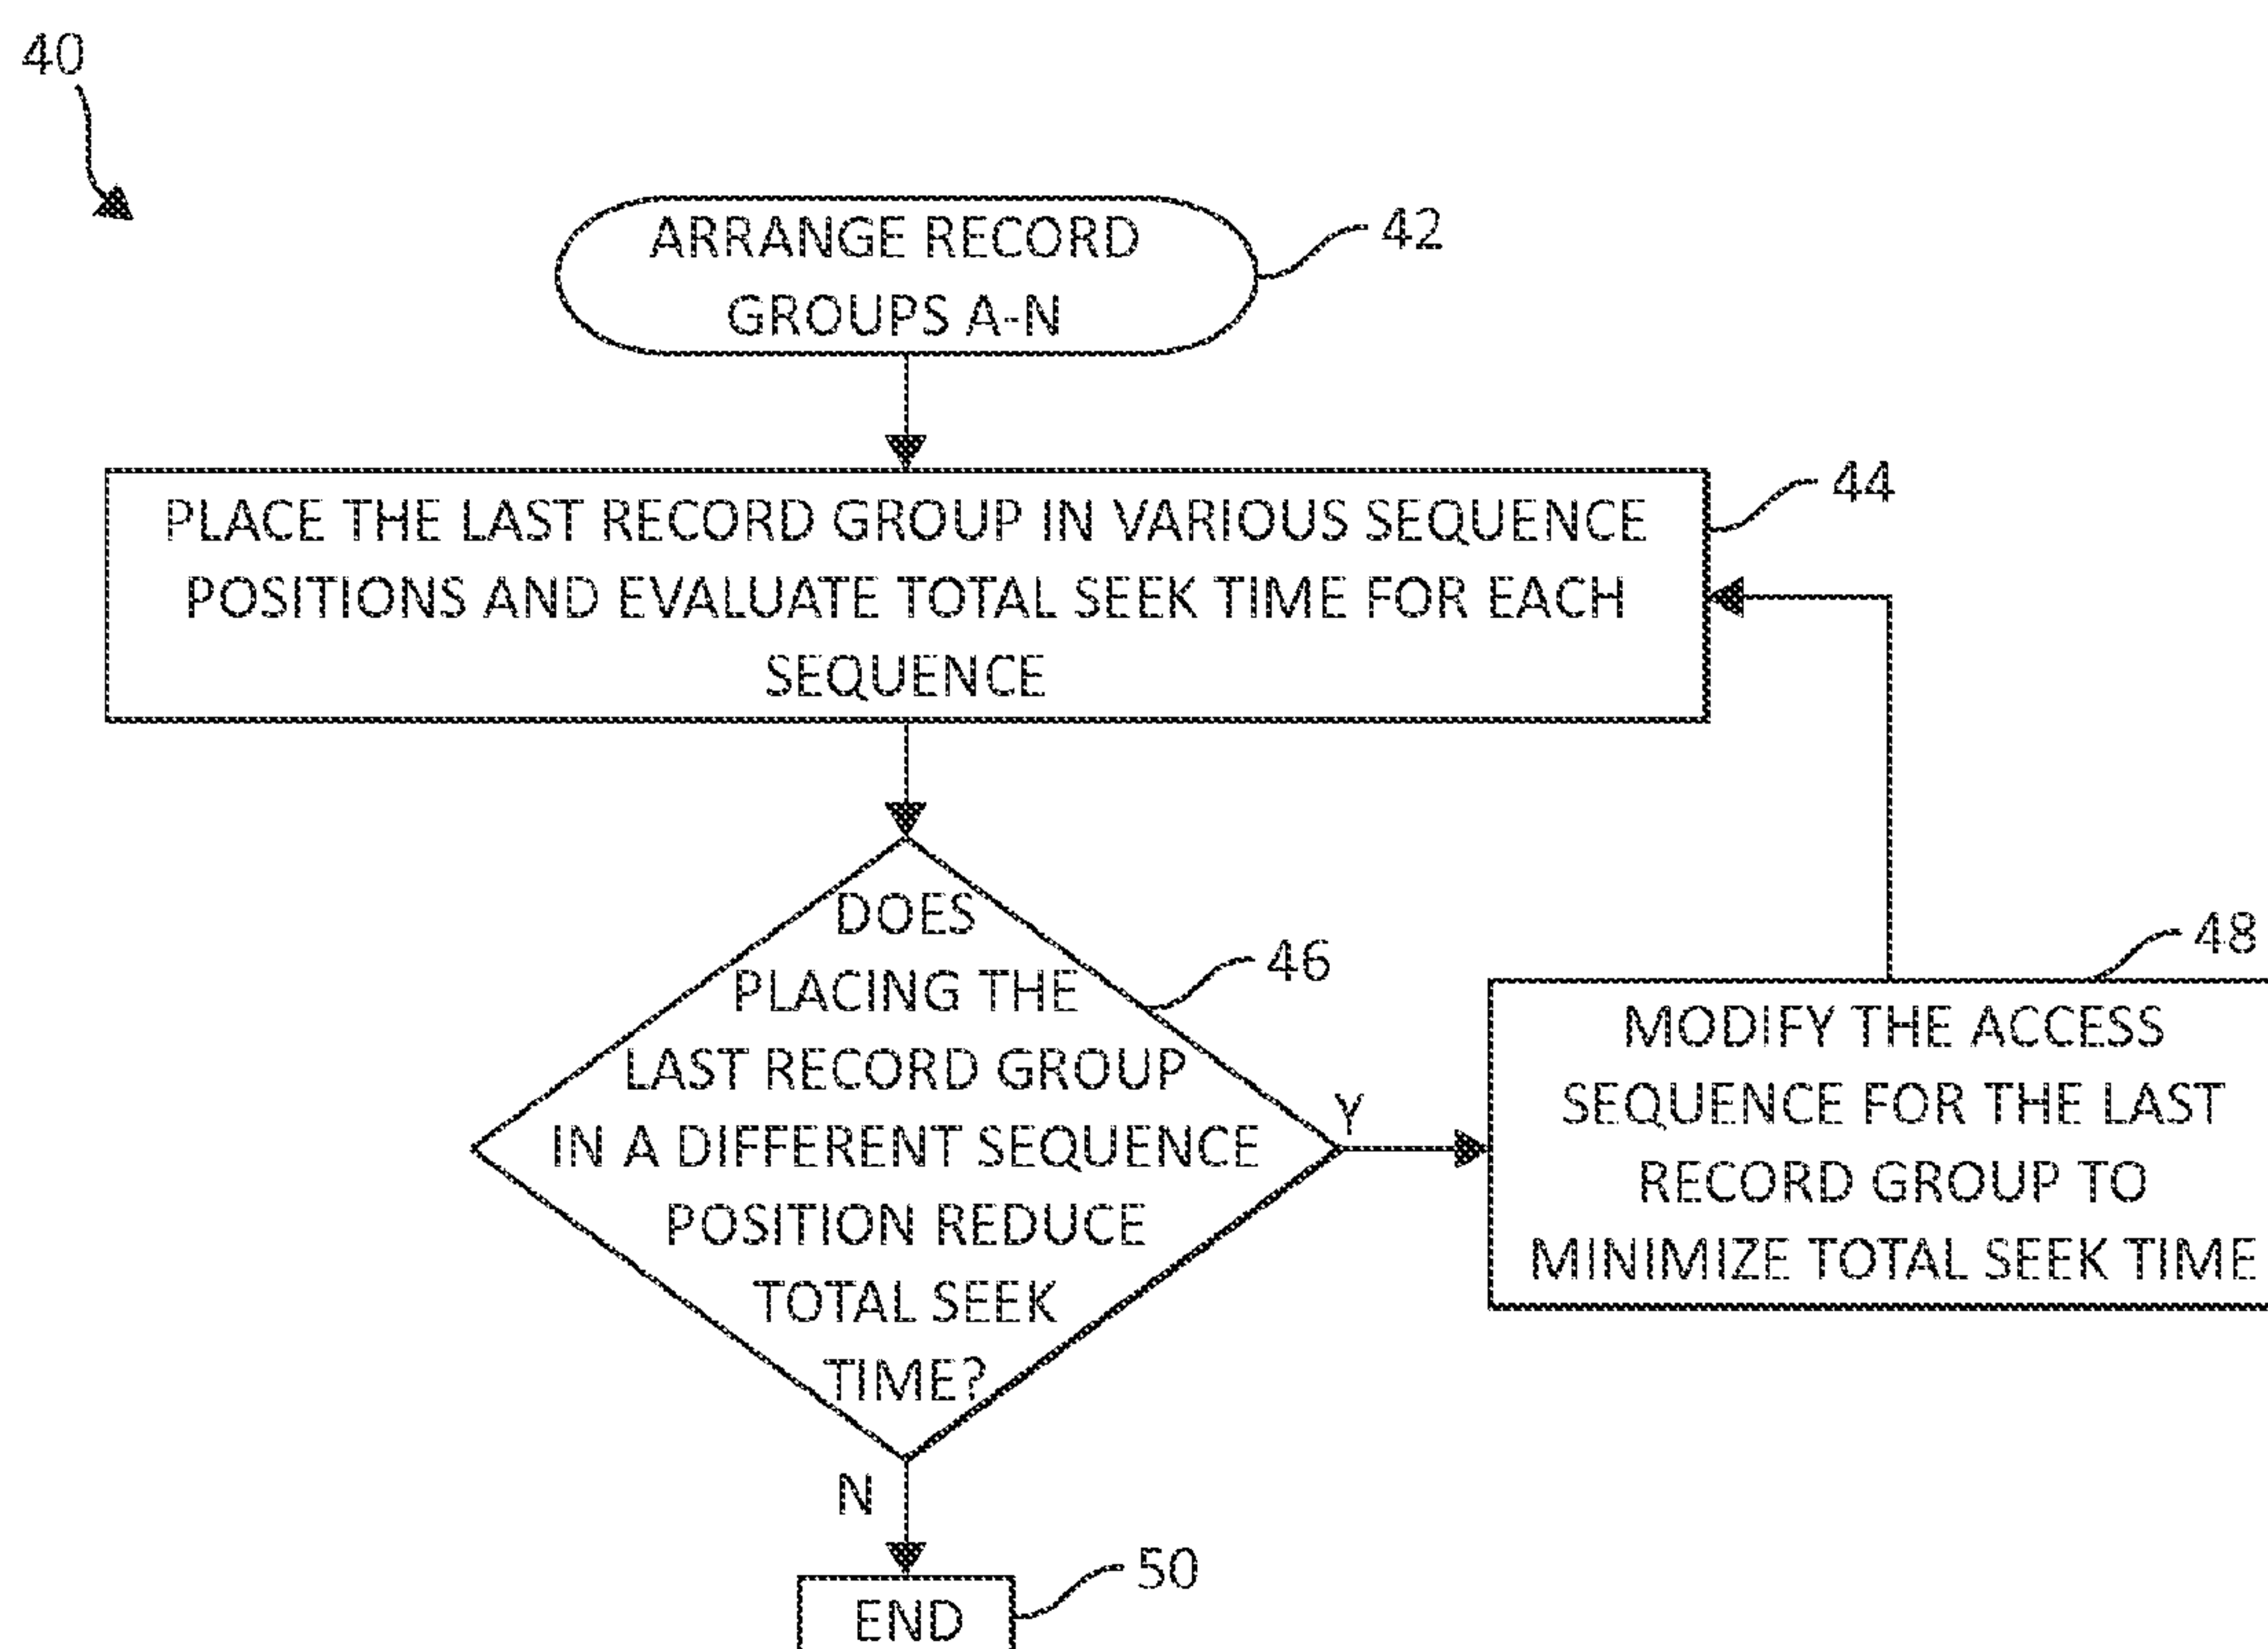 40
ARRANGE RECORD
GROUPS A-N
42
PLACE THE LAST RECORD GROUP IN VARIOUS SEQUENCE
POSITIONS AND EVALUATE TOTAL SEEK TIME FOR EACH
SEQUENCE
44
DOES
PLACING THE
LAST RECORD GROUP
IN A DIFFERENT SEQUENCE
POSITION REDUCE
TOTAL SEEK
TIME?
46
Y
48
MODIFY THE ACCESS
SEQUENCE FOR THE LAST
RECORD GROUP TO
MINIMIZE TOTAL SEEK TIME
N
50
END